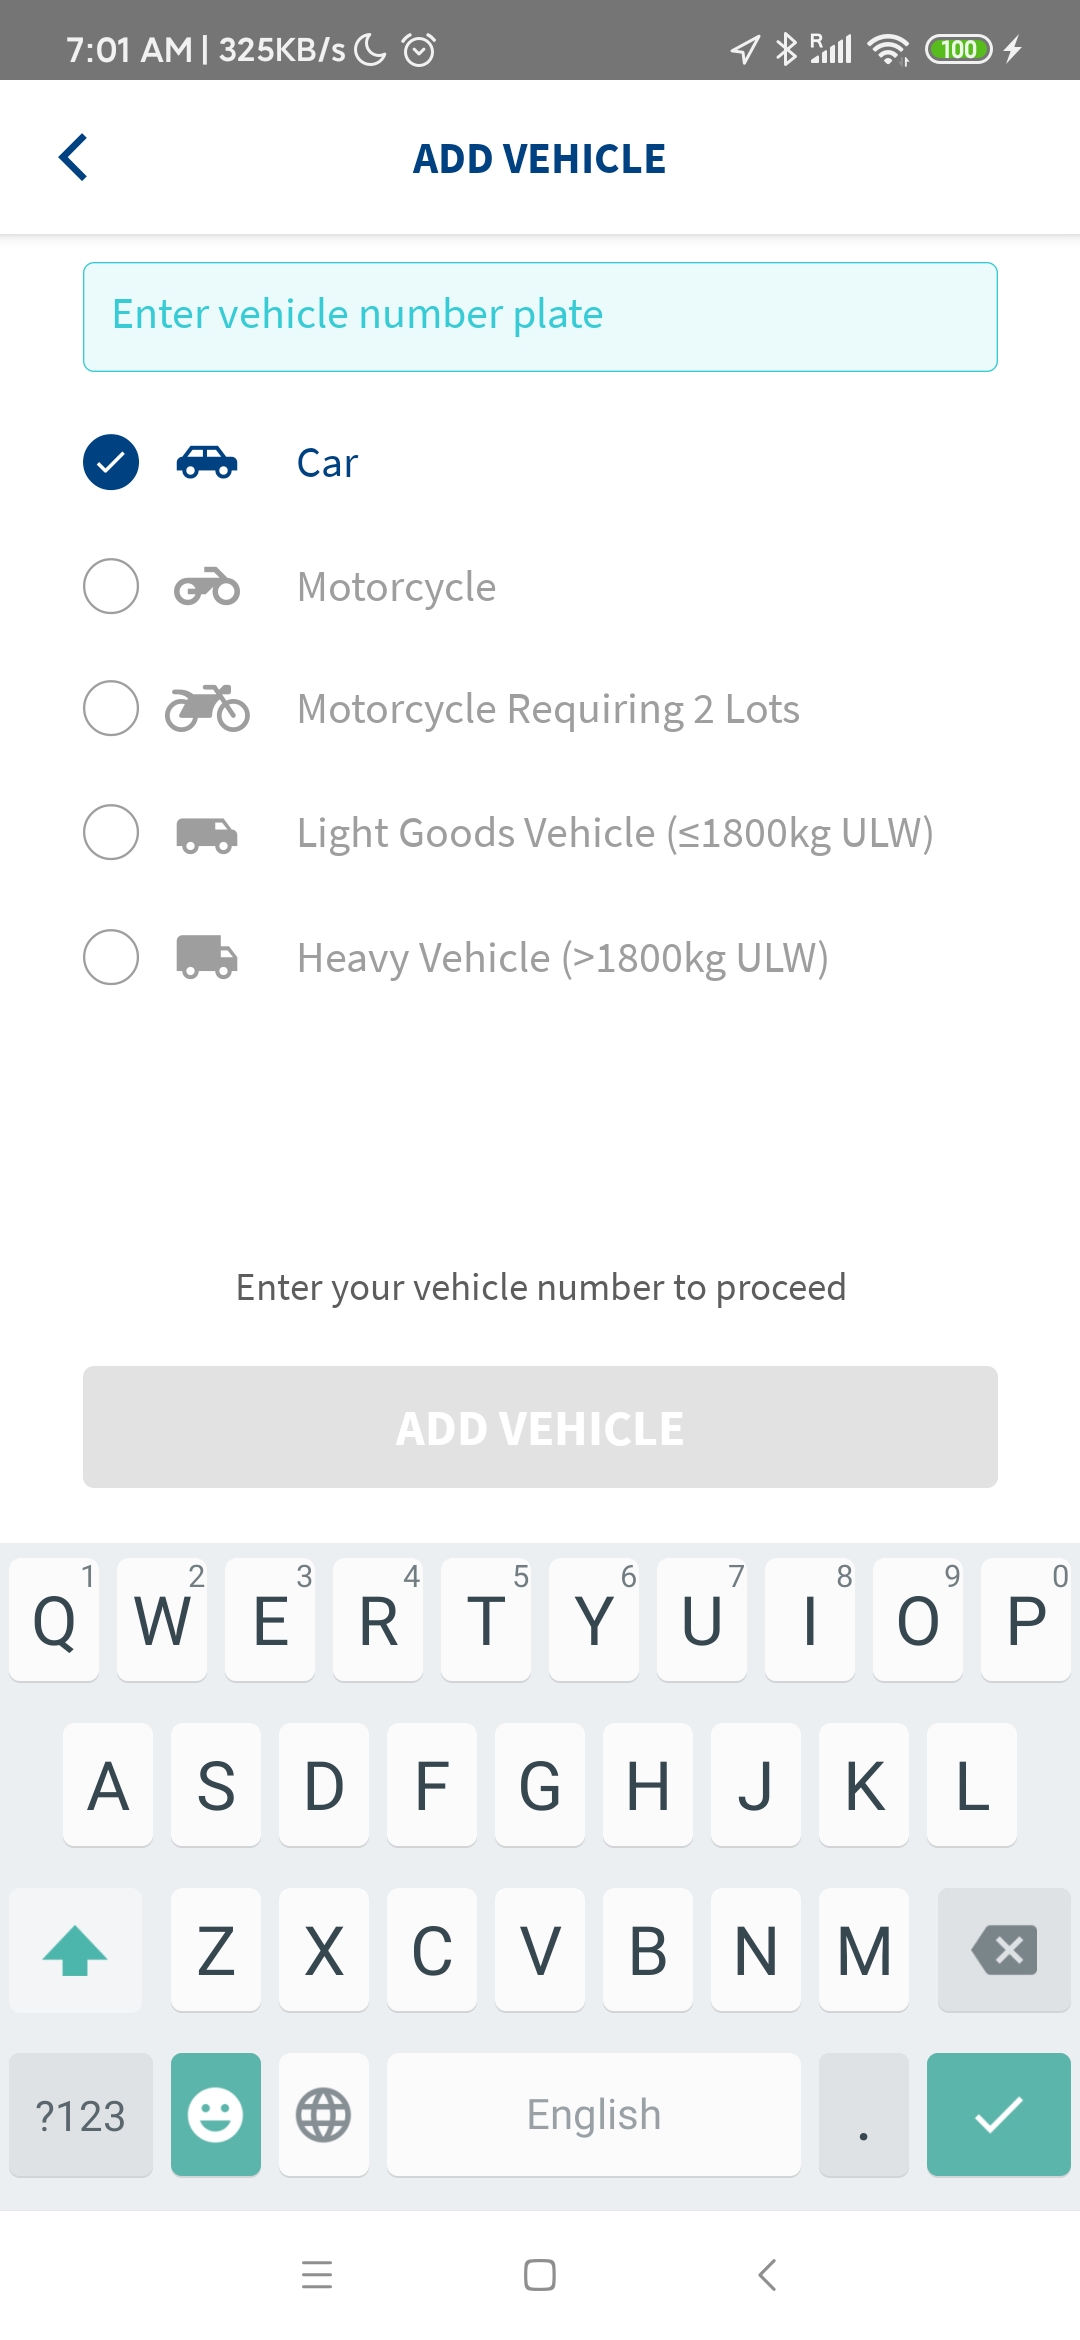 7:01 AM | 325KB/s
R
100
ADD VEHICLE
Enter vehicle number plate
Car
Motorcycle
Motorcycle Requiring 2 Lots
Light Goods Vehicle (≤1800kg ULW)
Heavy Vehicle (>1800kg ULW)
Enter your vehicle number to proceed
ADD VEHICLE
1 2 3 4 5 6 7 8 9 0
Q W E R T Y U I O P
A S D F G H J K L
Z X C V B N M
?123 English .